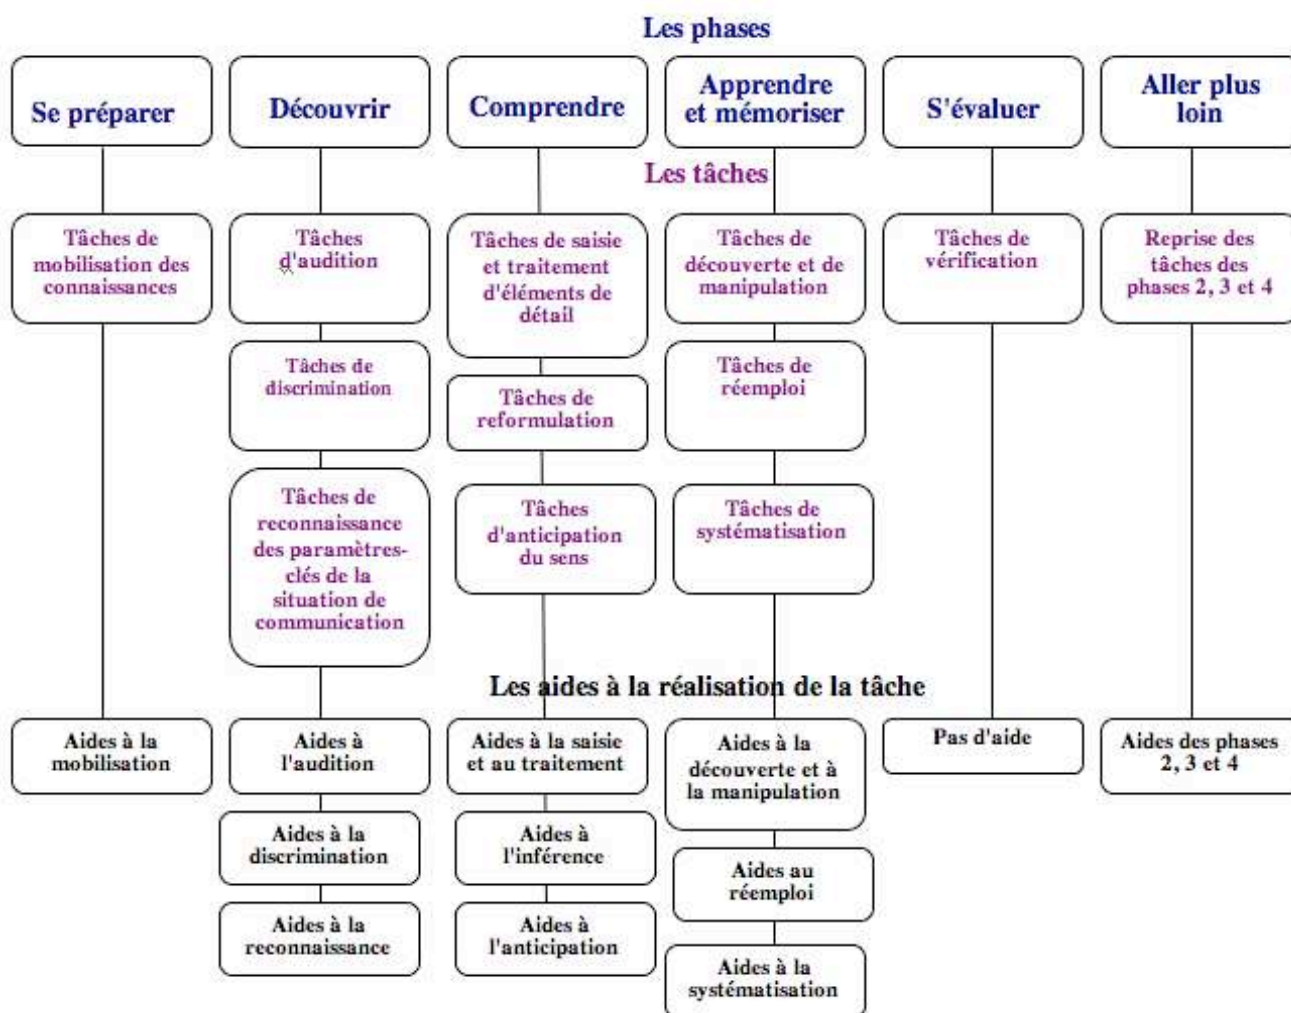 Les phases
Se préparer
Découvrir
Comprendre
Apprendre
et mémoriser
S'évaluer
Aller plus
loin
Les tâches
Tâches de
mobilisation des
connaissances
Tâches
d'audition
Tâches de saisie
et traitement
d'éléments de
détail
Tâches de
découverte et de
manipulation
Tâches de
vérification
Reprise des
tâches des
phases 2, 3 et 4
Tâches de
discrimination
Tâches de
reformulation
Tâches de
réemploi
Tâches de
reconnaissance
des paramètres-
clés de la
situation de
communication
Tâches
d'anticipation
du sens
Tâches de
systématisation
Les aides à la réalisation de la tâche
Aides à la
mobilisation
Aides à
l'audition
Aides à la saisie
et au traitement
Aides à la
découverte et à
la manipulation
Pas d'aide
Aides des phases
2, 3 et 4
Aides à la
discrimination
Aides à
l'inférence
Aides au
réemploi
Aides à la
reconnaissance
Aides à
l'anticipation
Aides à la
systématisation